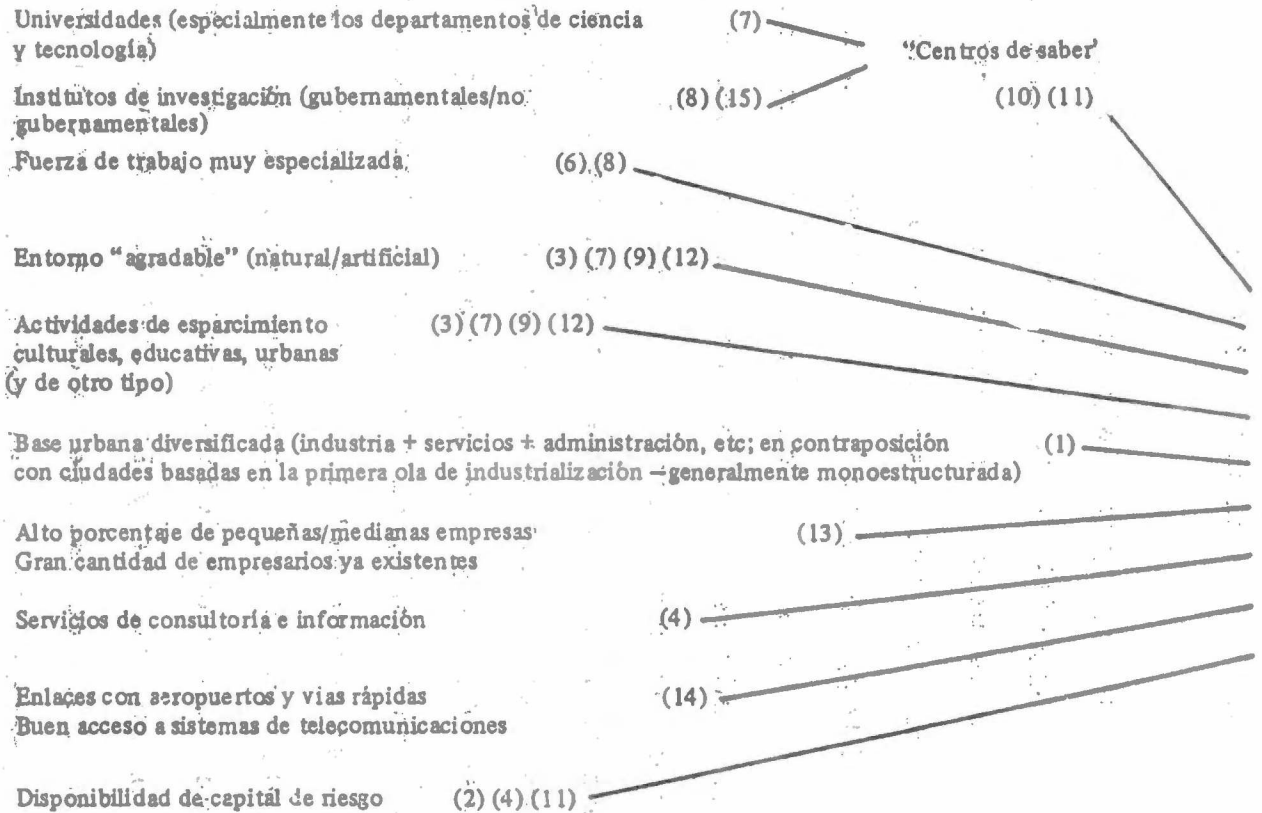 Universidades (especialmente los departamentos de ciencia (7)
y tecnología)
"Centros de saber"
Institutos de investigación (gubernamentales/no (8) (15) (10) (11)
gubernamentales)
Fuerza de trabajo muy especializada (6) (8)
Entorno "agradable" (natural/artificial) (3) (7) (9) (12)
Actividades de esparcimiento (3) (7) (9) (12)
culturales, educativas, urbanas
(y de otro tipo)
Base urbana diversificada (industria + servicios + administración, etc; en contraposición (1)
con ciudades basadas en la primera ola de industrialización —generalmente monoestructurada)
Alto porcentaje de pequeñas/medianas empresas (13)
Gran cantidad de empresarios ya existentes
Servicios de consultoría e información (4)
Enlaces con aeropuertos y vias rápidas (14)
Buen acceso a sistemas de telecomunicaciones
Disponibilidad de capital de riesgo (2) (4) (11)